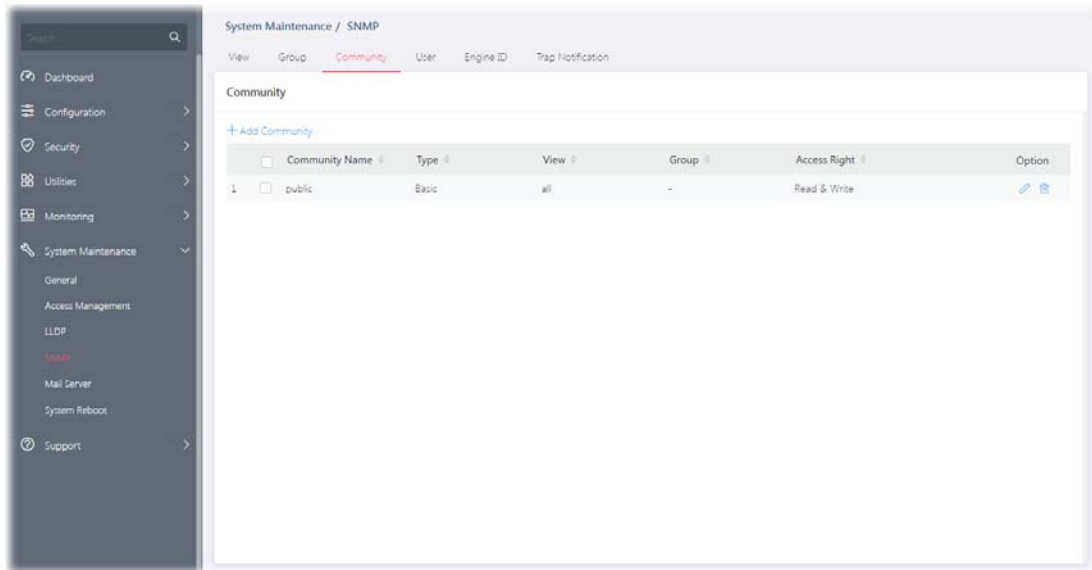 Search
Dashboard
Configuration
Security
Utilities
Monitoring
System Maintenance
General
Access Management
LLDP
SNMP
Mail Server
System Reboot
Support
System Maintenance / SNMP
View Group Community User Engine ID Trap Notification
Community
+ Add Community
Community Name Type View Group Access Right Option
1 public Basic all - Read & Write